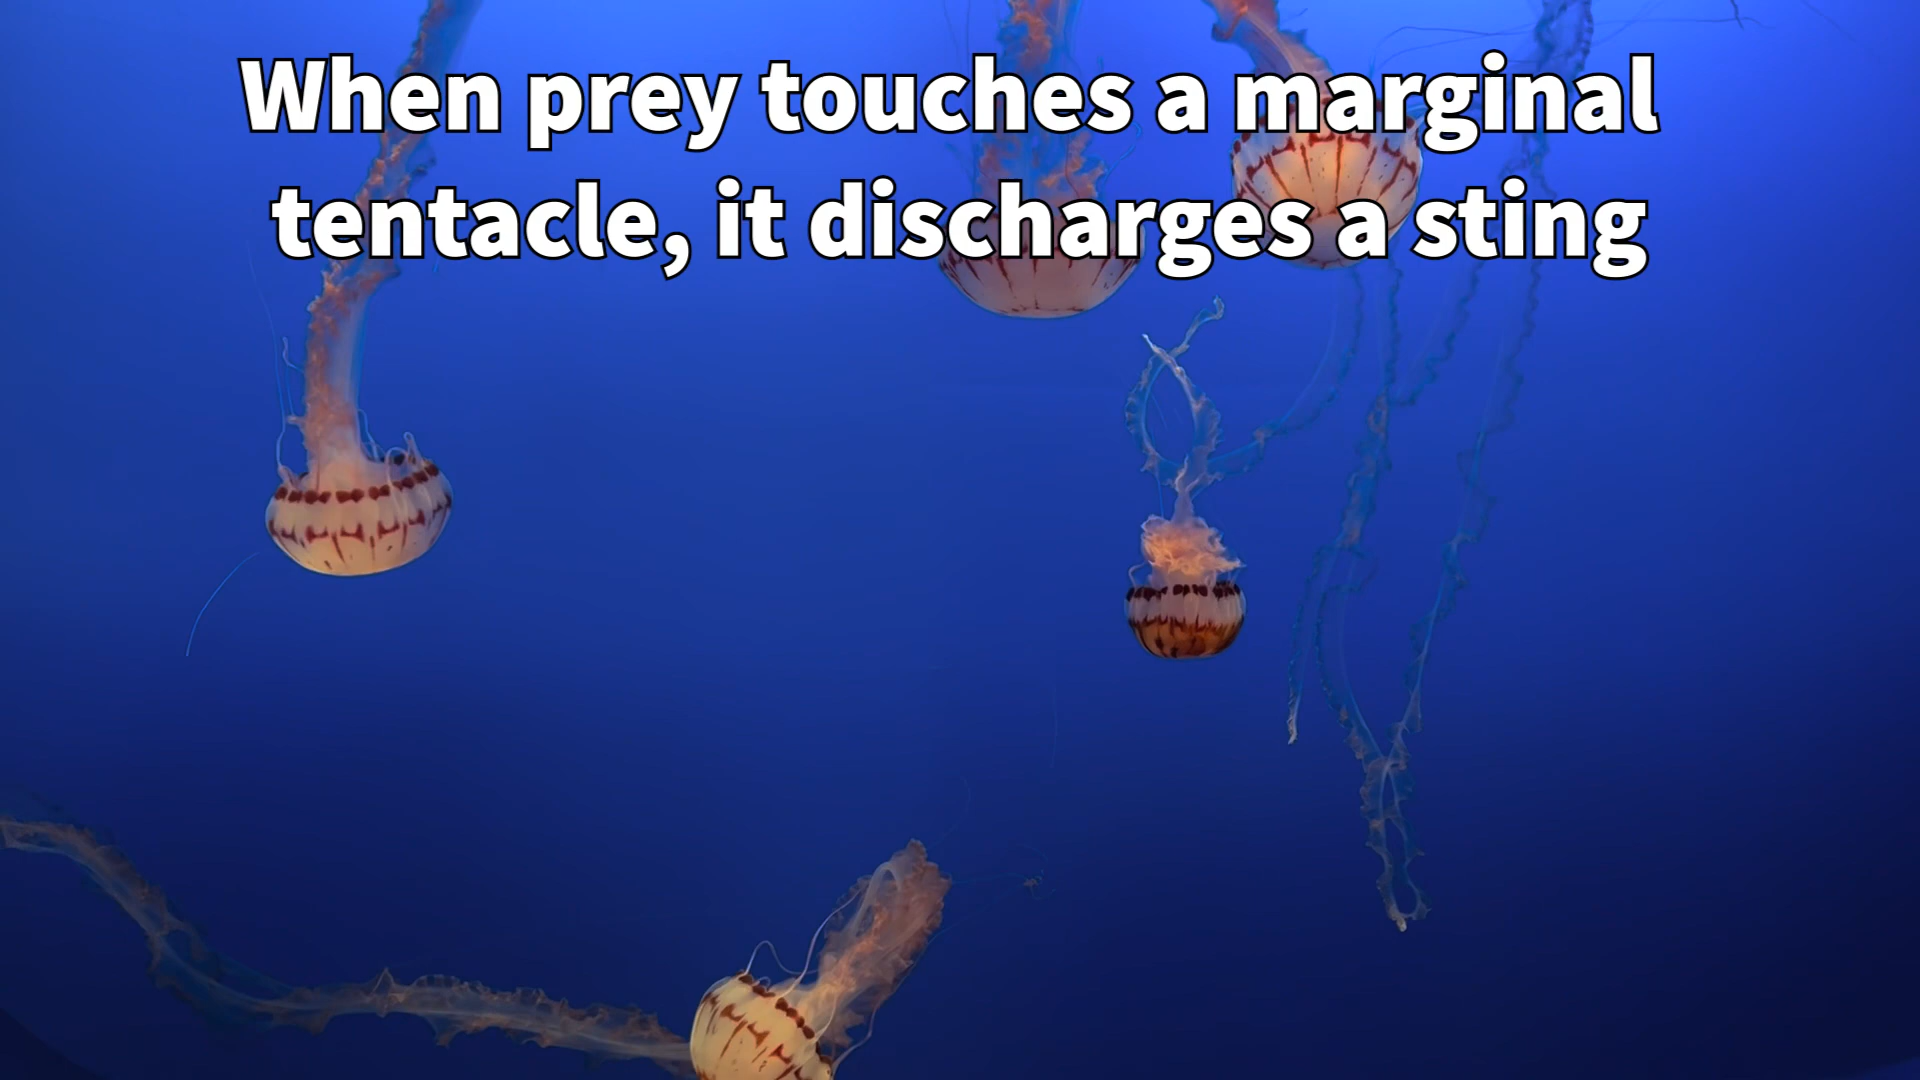 When prey touches a marginal
tentacle, it discharges a sting